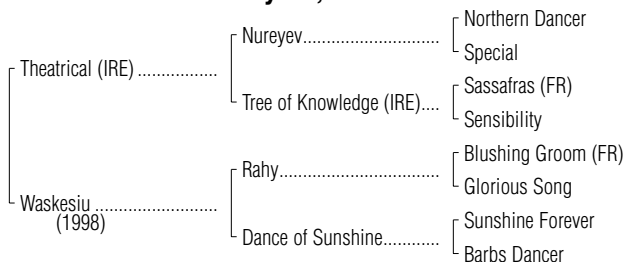 Northern Dancer
Nureyev
Special
Theatrical (IRE)
Sassafras (FR)
Tree of Knowledge (IRE)
Sensibility
Blushing Groom (FR)
Rahy
Glorious Song
Waskesiu
(1998)
Sunshine Forever
Dance of Sunshine
Barbs Dancer